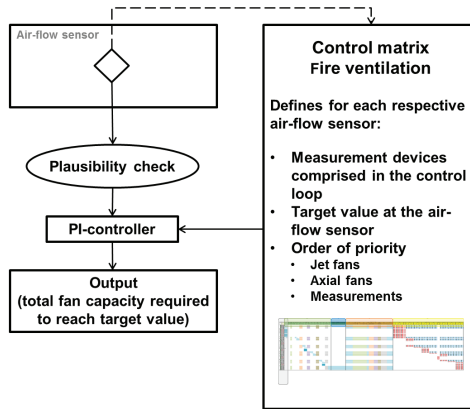 Air-flow sensor
Plausibility check
PI-controller
Output
(total fan capacity required
to reach target value)
Control matrix
Fire ventilation
Defines for each respective
air-flow sensor:
• Measurement devices
comprised in the control
loop
• Target value at the air-
flow sensor
• Order of priority
• Jet fans
• Axial fans
• Measurements